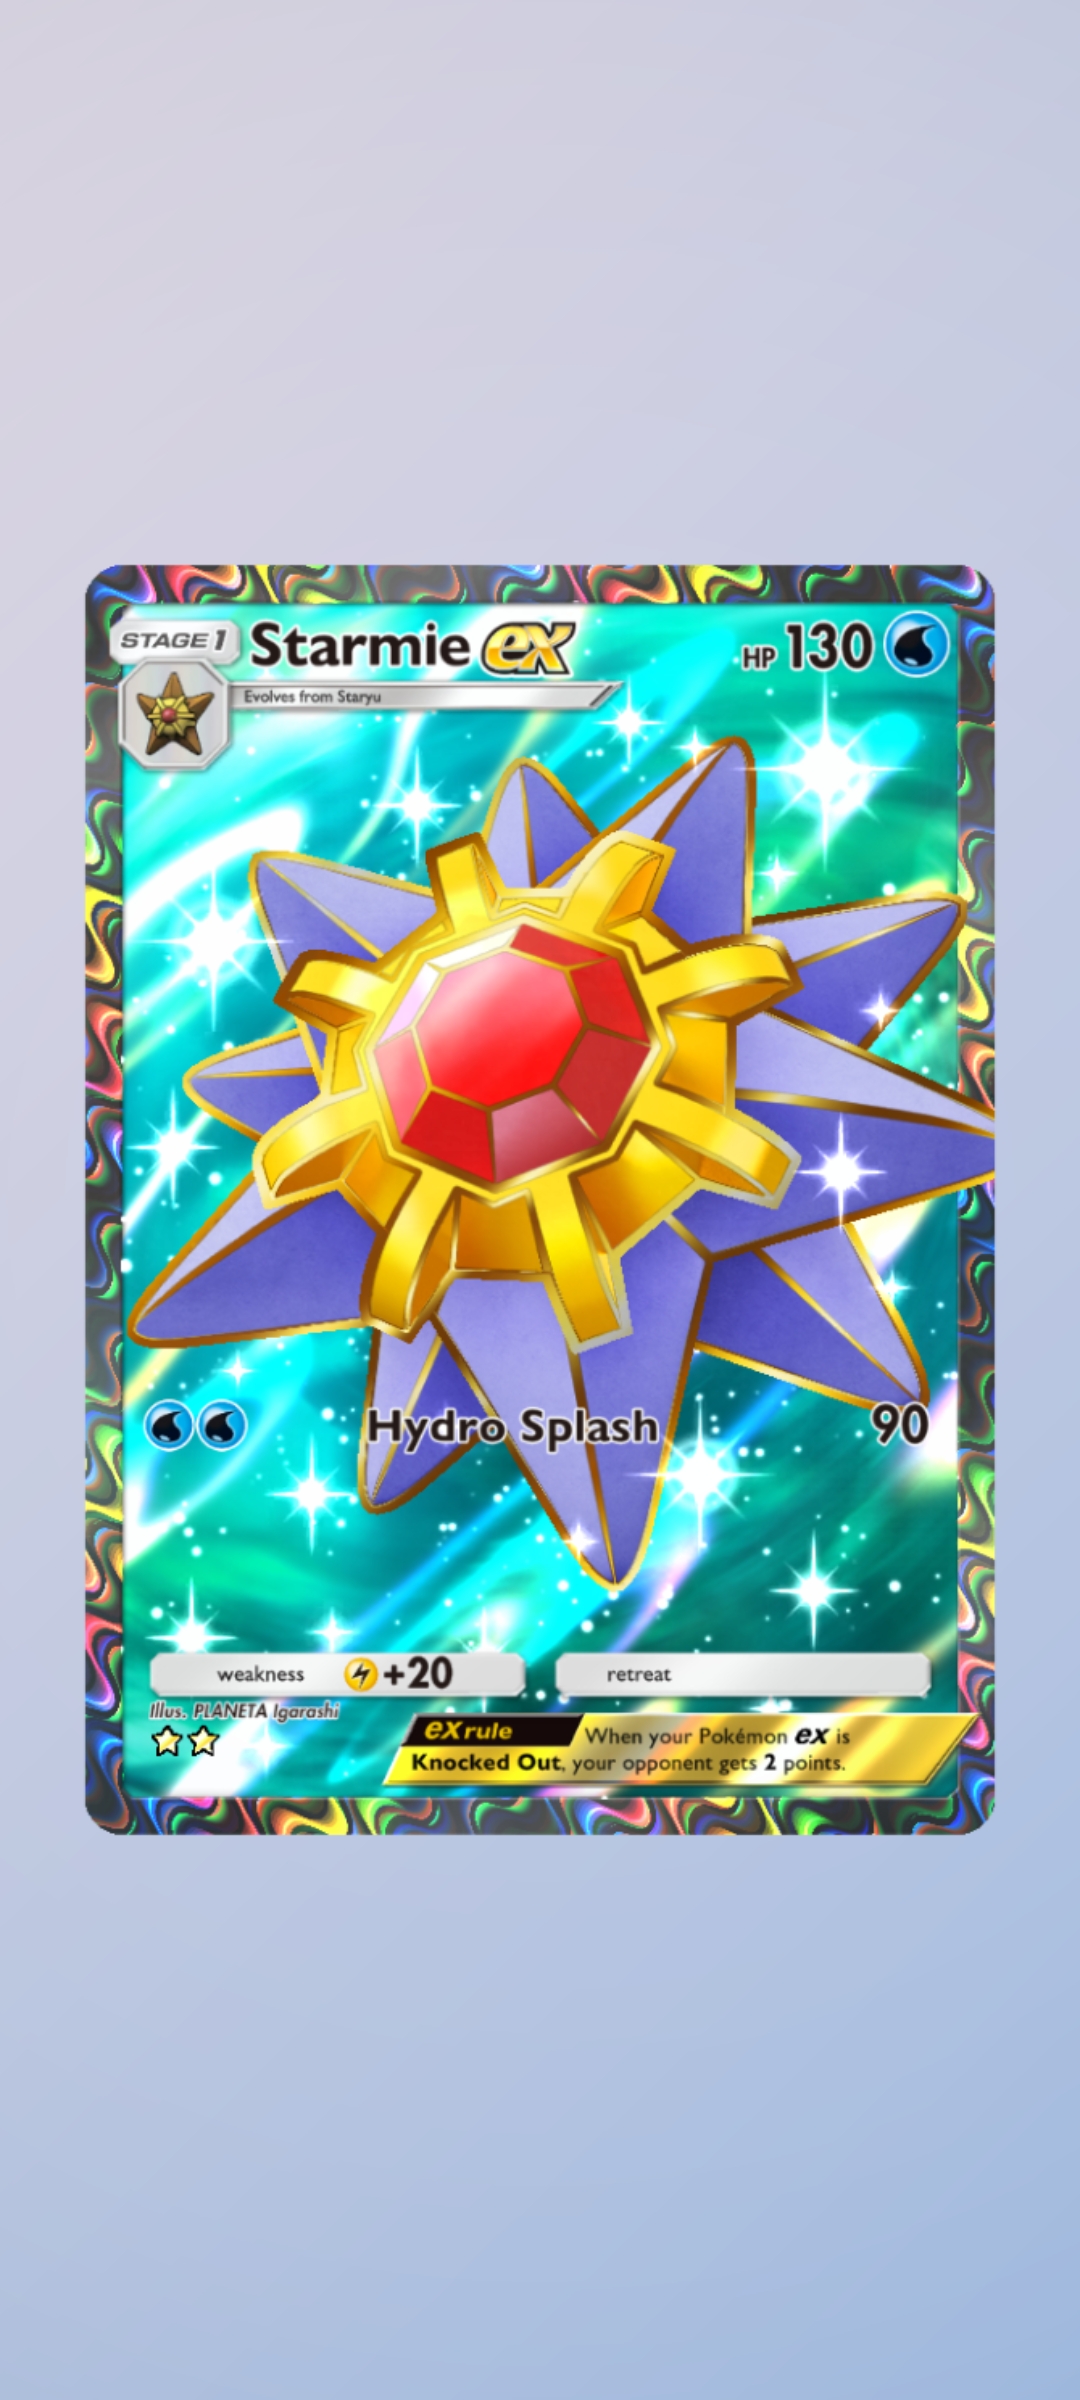 STAGE 1
Starmie ex
HP 130
Evolves from Staryu
Hydro Splash 90
weakness +20
retreat
Illus. PLANETA Igarashi
ex rule When your Pokémon ex is
Knocked Out, your opponent gets 2 points.